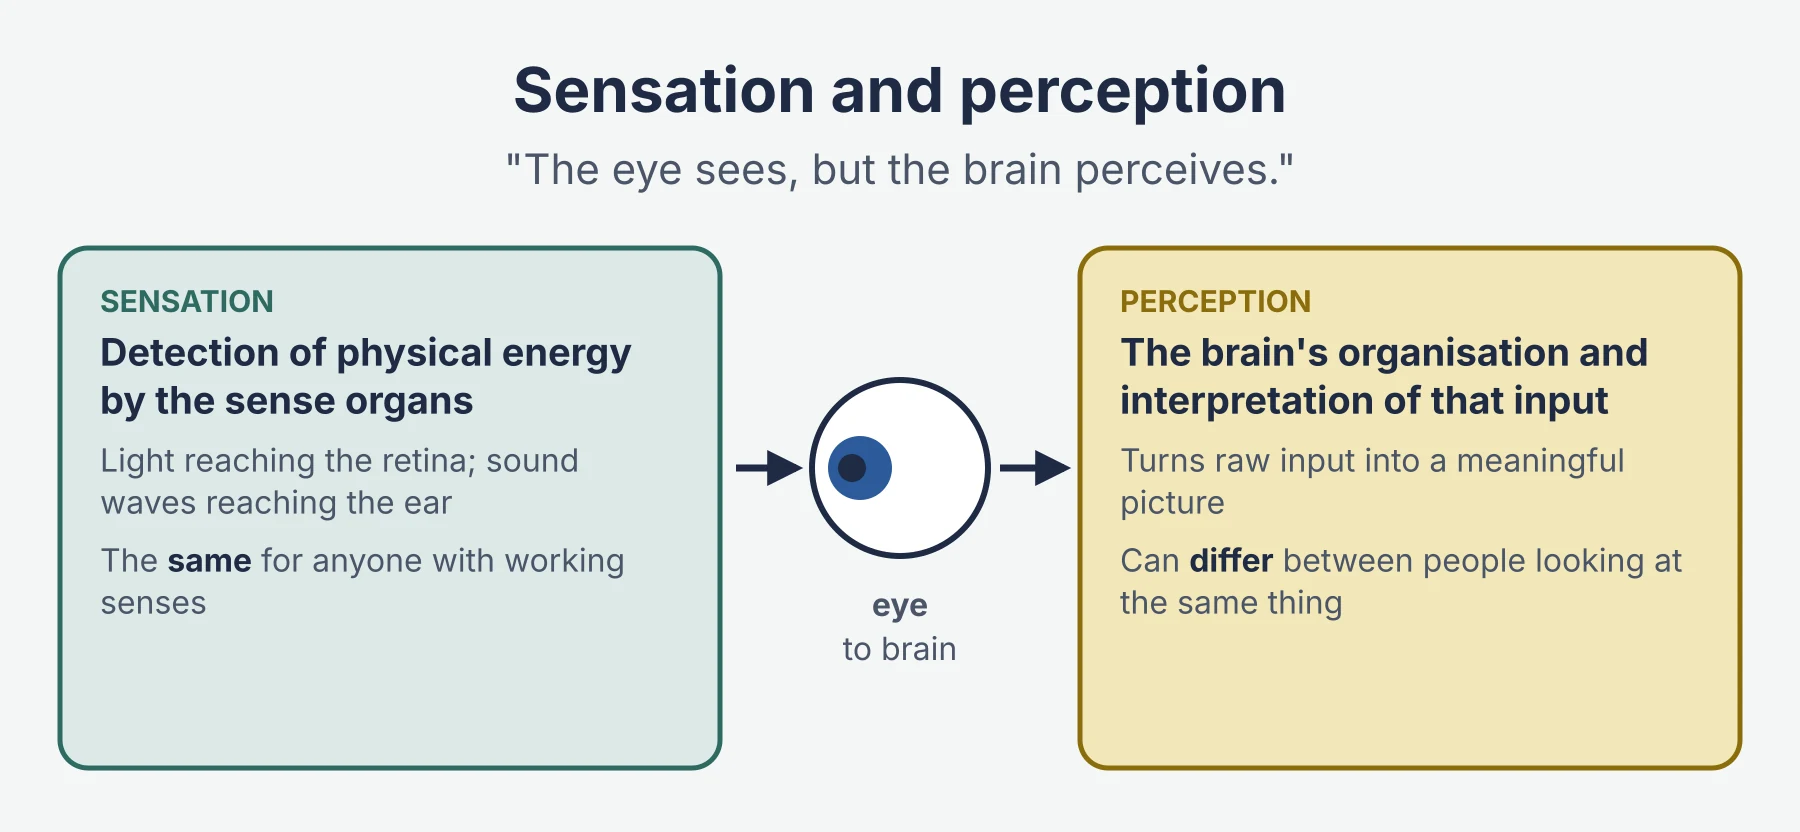 Sensation and perception
"The eye sees, but the brain perceives."
SENSATION
Detection of physical energy
by the sense organs
Light reaching the retina; sound
waves reaching the ear
The same for anyone with working
senses
eye
to brain
PERCEPTION
The brain's organisation and
interpretation of that input
Turns raw input into a meaningful
picture
Can differ between people looking at
the same thing